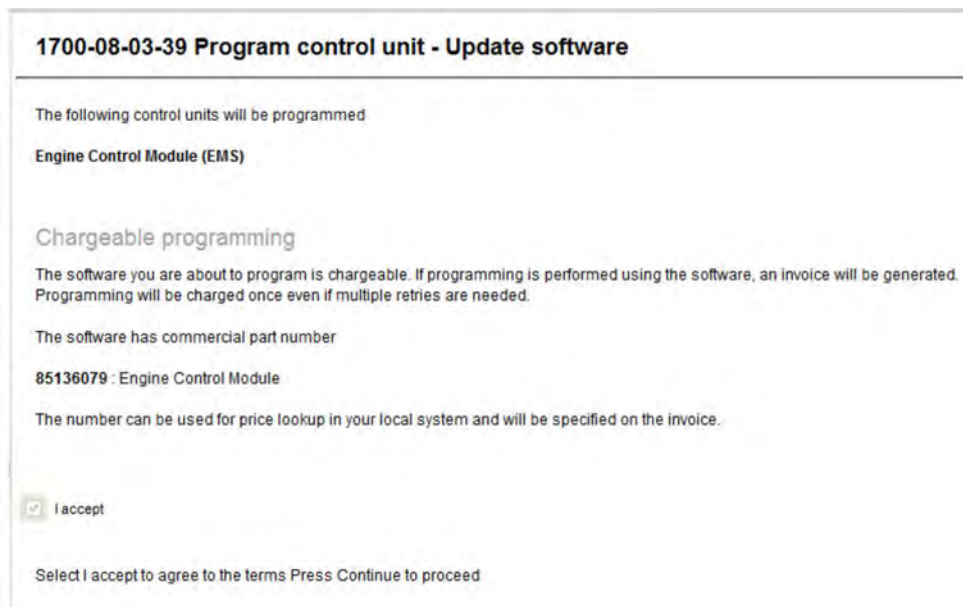 1700-08-03-39 Program control unit - Update software
The following control units will be programmed
Engine Control Module (EMS)
Chargeable programming
The software you are about to program is chargeable. If programming is performed using the software, an invoice will be generated.
Programming will be charged once even if multiple retries are needed.
The software has commercial part number
85136079 : Engine Control Module
The number can be used for price lookup in your local system and will be specified on the invoice.
I accept
Select I accept to agree to the terms Press Continue to proceed